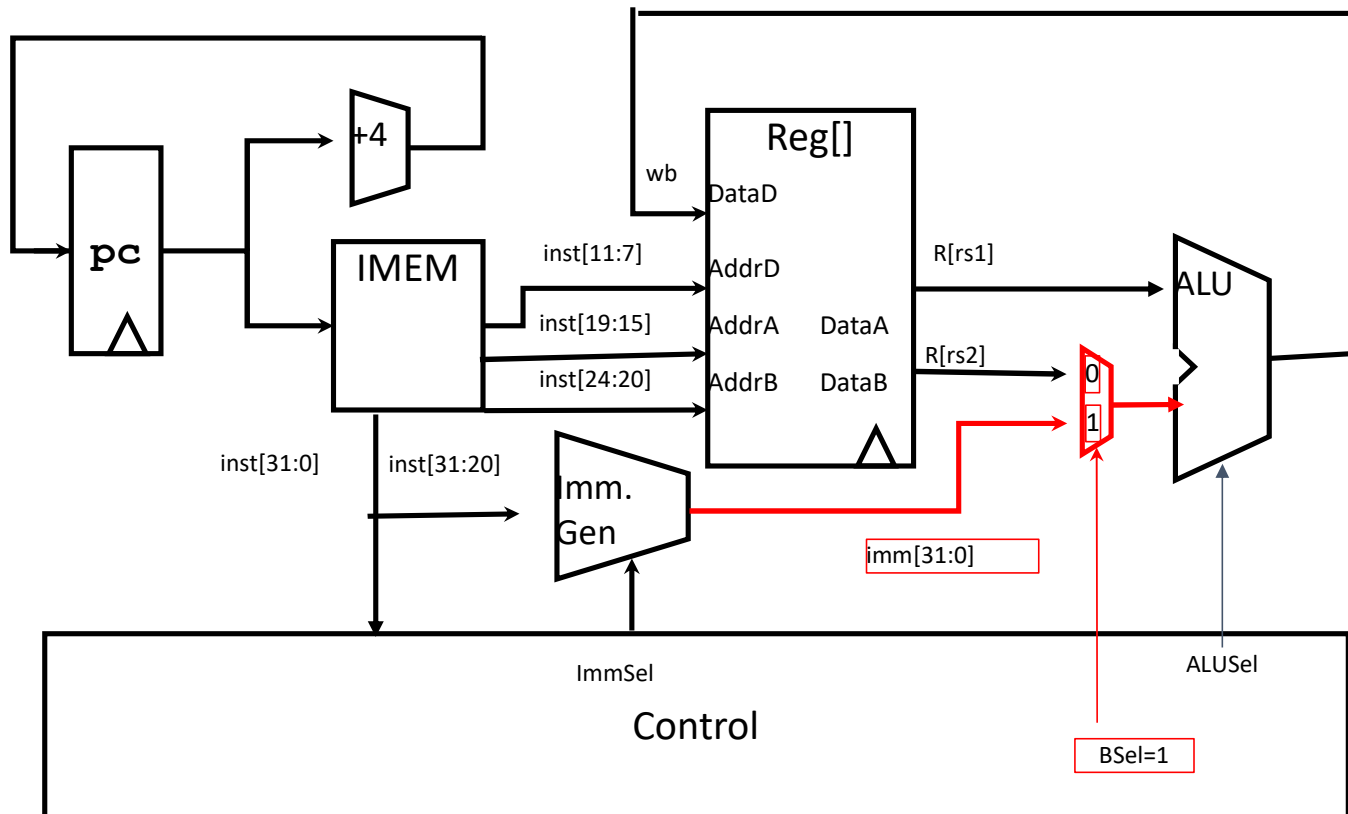 +4
Reg[]
wb
DataD
pc
IMEM
inst[11:7]
AddrD
R[rs1]
ALU
inst[19:15]
AddrA
DataA
inst[24:20]
AddrB
DataB
R[rs2]
0
1
inst[31:0]
inst[31:20]
Imm.
Gen
imm[31:0]
ImmSel
ALUSel
Control
BSel=1